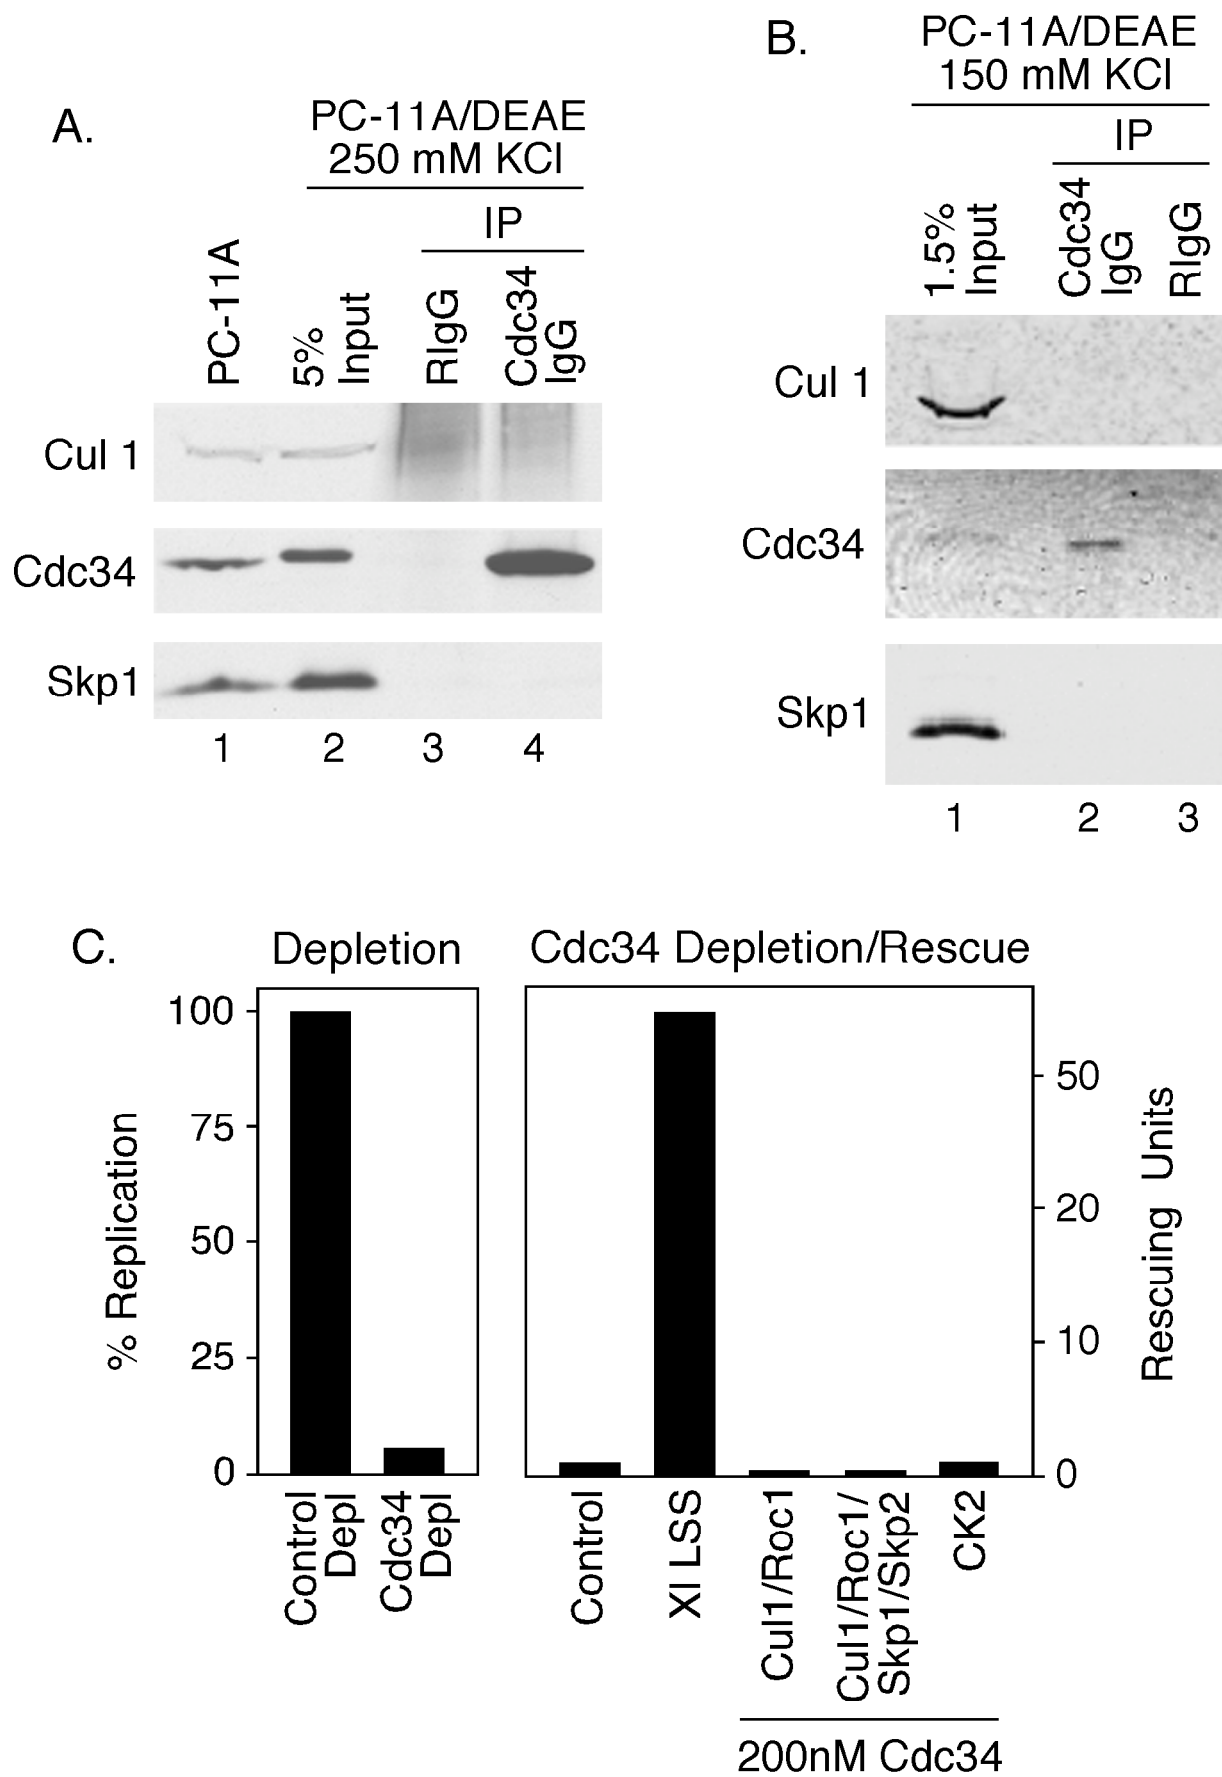 A.
PC-11A/DEAE
250 mM KCl
IP
PC-11A
5%
Input
RIgG
Cdc34
IgG
Cul 1
Cdc34
Skp1
1 2 3 4
B.
PC-11A/DEAE
150 mM KCl
IP
1.5%
Input
Cdc34
IgG
RIgG
Cul 1
Cdc34
Skp1
1 2 3
C.
Depletion
% Replication
100
75
50
25
0
Control
Depl
Cdc34
Depl
Cdc34 Depletion/Rescue
50
20
10
0
Rescuing Units
Control
Xl LSS
Cul1/Roc1
Cul1/Roc1/
Skp1/Skp2
CK2
200nM Cdc34